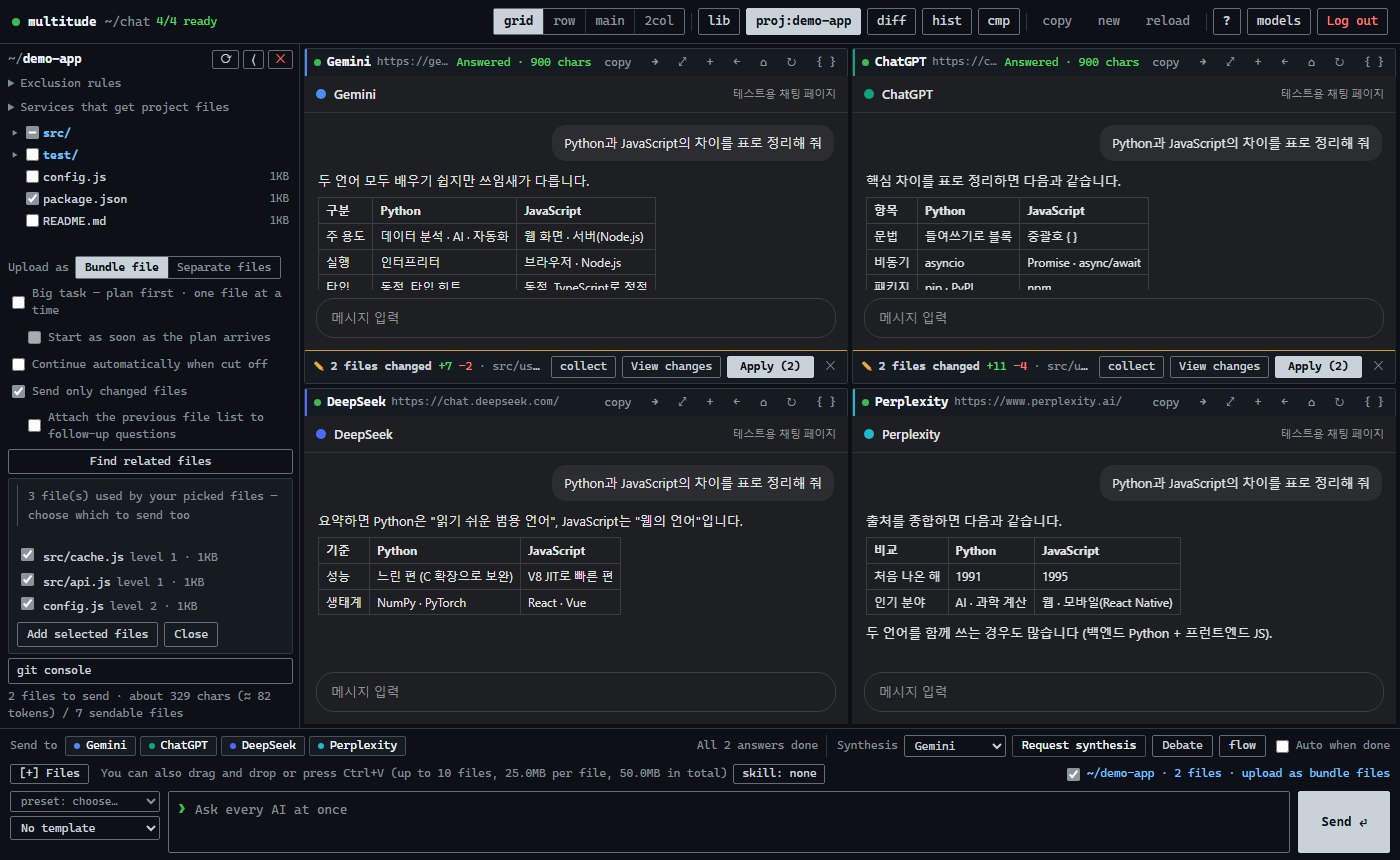 multitude ~/chat 4/4 ready
grid row main 2col lib proj:demo-app diff hist cmp copy new reload ? models Log out
~/demo-app
Exclusion rules
Services that get project files
src/
test/
config.js 1KB
package.json 1KB
README.md 1KB
Upload as Bundle file Separate files
Big task — plan first · one file at a
time
Start as soon as the plan arrives
Continue automatically when cut off
Send only changed files
Attach the previous file list to
follow-up questions
Find related files
3 file(s) used by your picked files —
choose which to send too
src/cache.js level 1 · 1KB
src/api.js level 1 · 1KB
config.js level 2 · 1KB
Add selected files Close
git console
2 files to send · about 329 chars (≈ 82
tokens) / 7 sendable files
Gemini https://ge… Answered · 900 chars copy
Gemini 테스트용 채팅 페이지
Python과 JavaScript의 차이를 표로 정리해 줘
두 언어 모두 배우기 쉽지만 쓰임새가 다릅니다.
구분 Python JavaScript
주 용도 데이터 분석 · AI · 자동화 웹 화면 · 서버(Node.js)
실행 인터프리터 브라우저 · Node.js
타입 동적, 타입 힌트 동적, TypeScript로 정적
메시지 입력
2 files changed +7 −2 · src/us… collect View changes Apply (2)
ChatGPT https://c… Answered · 900 chars copy
ChatGPT 테스트용 채팅 페이지
Python과 JavaScript의 차이를 표로 정리해 줘
핵심 차이를 표로 정리하면 다음과 같습니다.
항목 Python JavaScript
문법 들여쓰기로 블록 중괄호 { }
비동기 asyncio Promise · async/await
패키지 pip · PyPI npm
메시지 입력
2 files changed +11 −4 · src/u… collect View changes Apply (2)
DeepSeek https://chat.deepseek.com/ copy
DeepSeek 테스트용 채팅 페이지
Python과 JavaScript의 차이를 표로 정리해 줘
요약하면 Python은 "읽기 쉬운 범용 언어", JavaScript는 "웹의 언어"입니다.
기준 Python JavaScript
성능 느린 편 (C 확장으로 보완) V8 JIT로 빠른 편
생태계 NumPy · PyTorch React · Vue
메시지 입력
Perplexity https://www.perplexity.ai/ copy
Perplexity 테스트용 채팅 페이지
Python과 JavaScript의 차이를 표로 정리해 줘
출처를 종합하면 다음과 같습니다.
비교 Python JavaScript
처음 나온 해 1991 1995
인기 분야 AI · 과학 계산 웹 · 모바일(React Native)
두 언어를 함께 쓰는 경우도 많습니다 (백엔드 Python + 프런트엔드 JS).
메시지 입력
Send to Gemini ChatGPT DeepSeek Perplexity All 2 answers done Synthesis Gemini Request synthesis Debate flow Auto when done
[+] Files You can also drag and drop or press Ctrl+V (up to 10 files, 25.0MB per file, 50.0MB in total) skill: none ~/demo-app · 2 files · upload as bundle files
preset: choose…
No template
❯ Ask every AI at once
Send ⏎